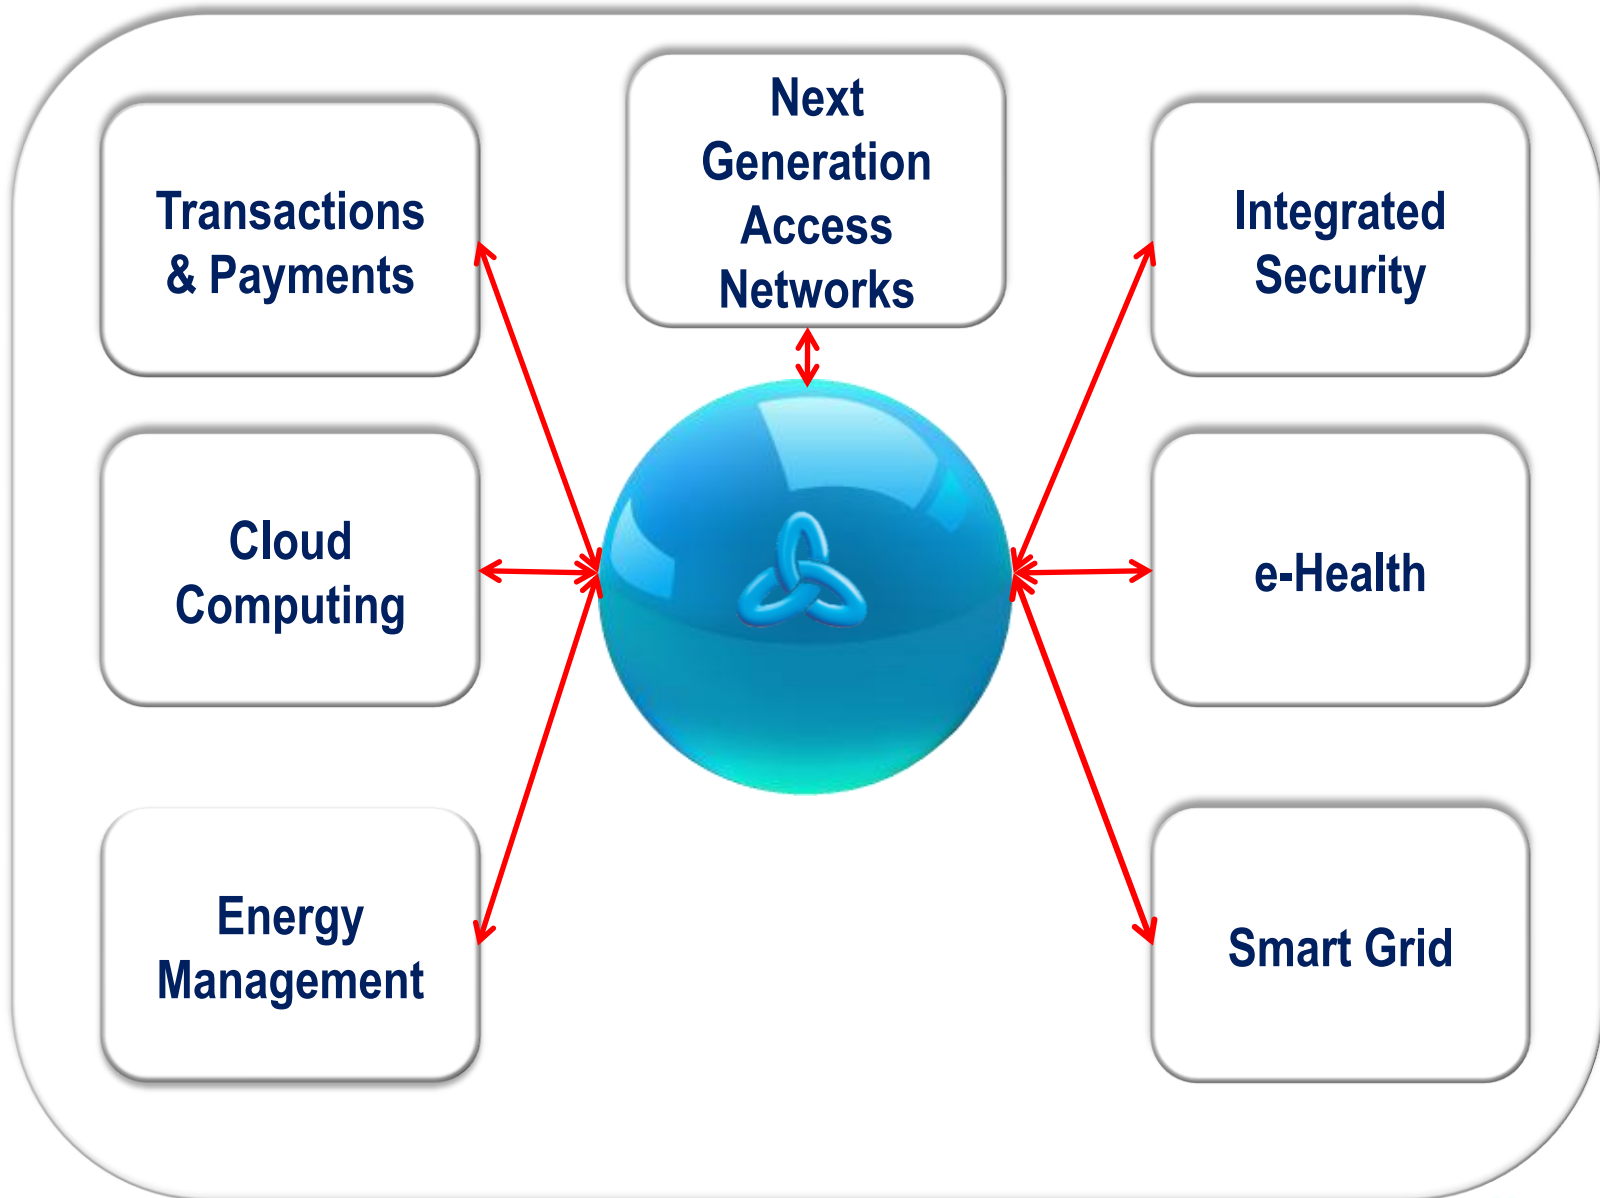 Next
Generation
Access
Networks
Transactions
& Payments
Integrated
Security
Cloud
Computing
e-Health
Energy
Management
Smart Grid